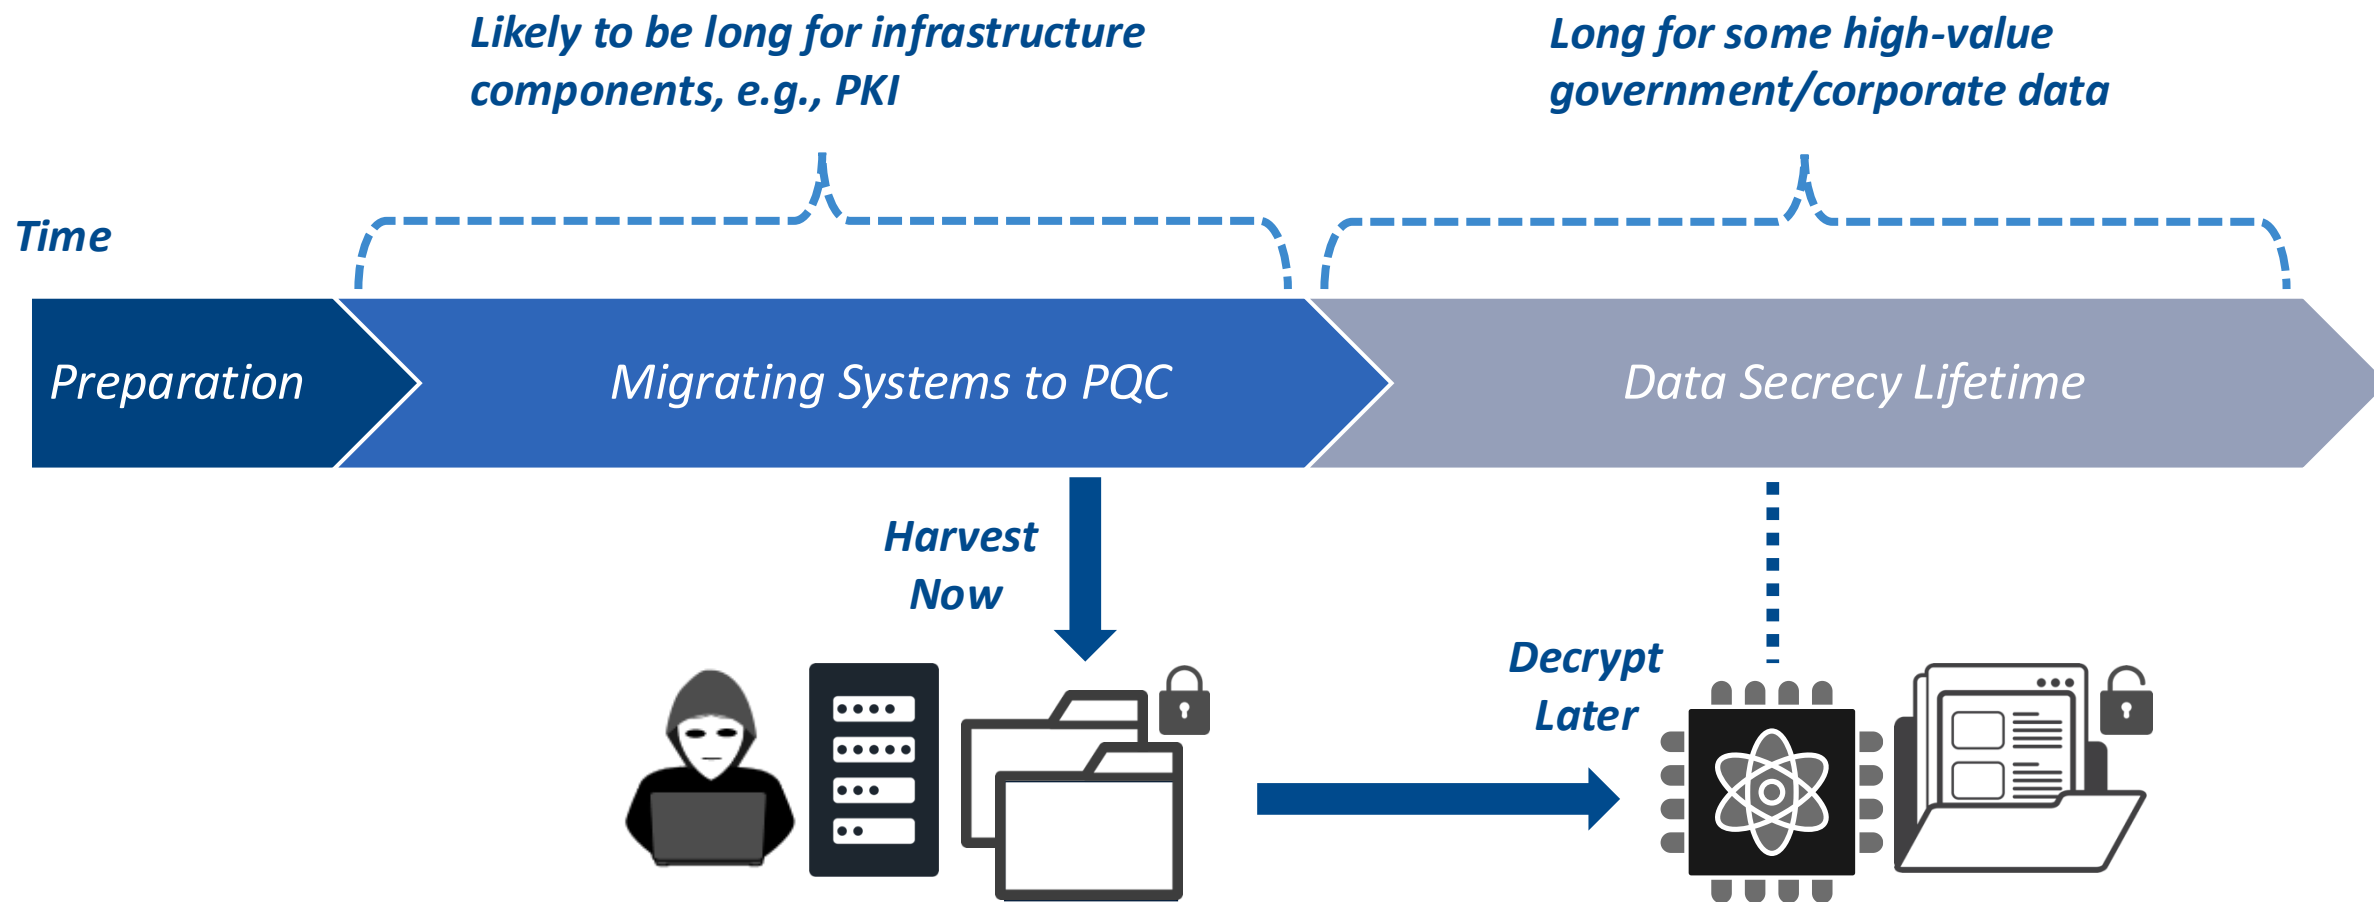 Likely to be long for infrastructure
components, e.g., PKI
Long for some high-value
government/corporate data
Time
Preparation
Migrating Systems to PQC
Data Secrecy Lifetime
Harvest
Now
Decrypt
Later